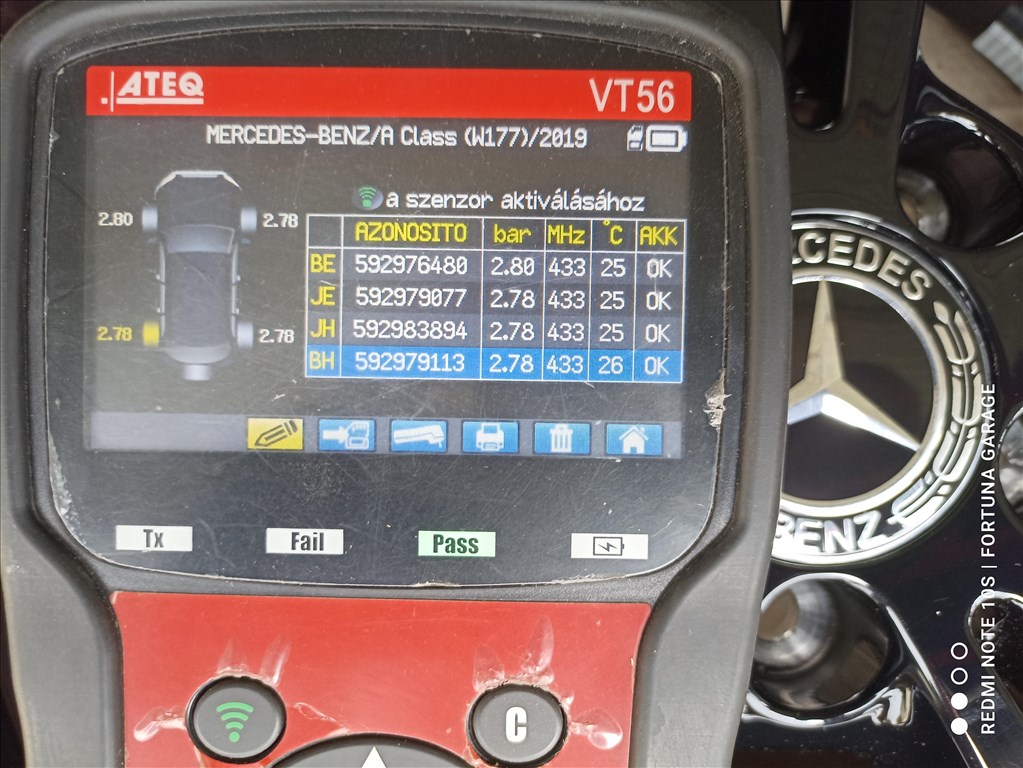 ATEQ VT56
MERCEDES-BENZ/A Class (W177)/2019
a szenzor aktiválásához
2.80 2.78
2.78 2.78
AZONOSITO bar MHz °C AKK
BE 592976480 2.80 433 25 OK
JE 592979077 2.78 433 25 OK
JH 592983894 2.78 433 25 OK
BH 592979113 2.78 433 26 OK
Tx Fail Pass
C
MERCEDES
BENZ
REDMI NOTE 10S | FORTUNA GARAGE